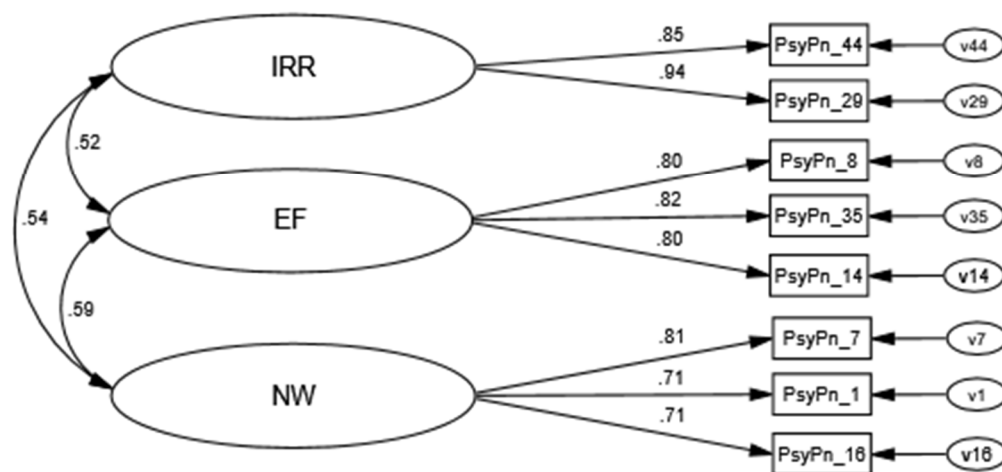 IRR
EF
NW
.52
.54
.59
.85
.94
.80
.82
.80
.81
.71
.71
PsyPn_44
PsyPn_29
PsyPn_8
PsyPn_35
PsyPn_14
PsyPn_7
PsyPn_1
PsyPn_16
v44
v29
v8
v35
v14
v7
v1
v16